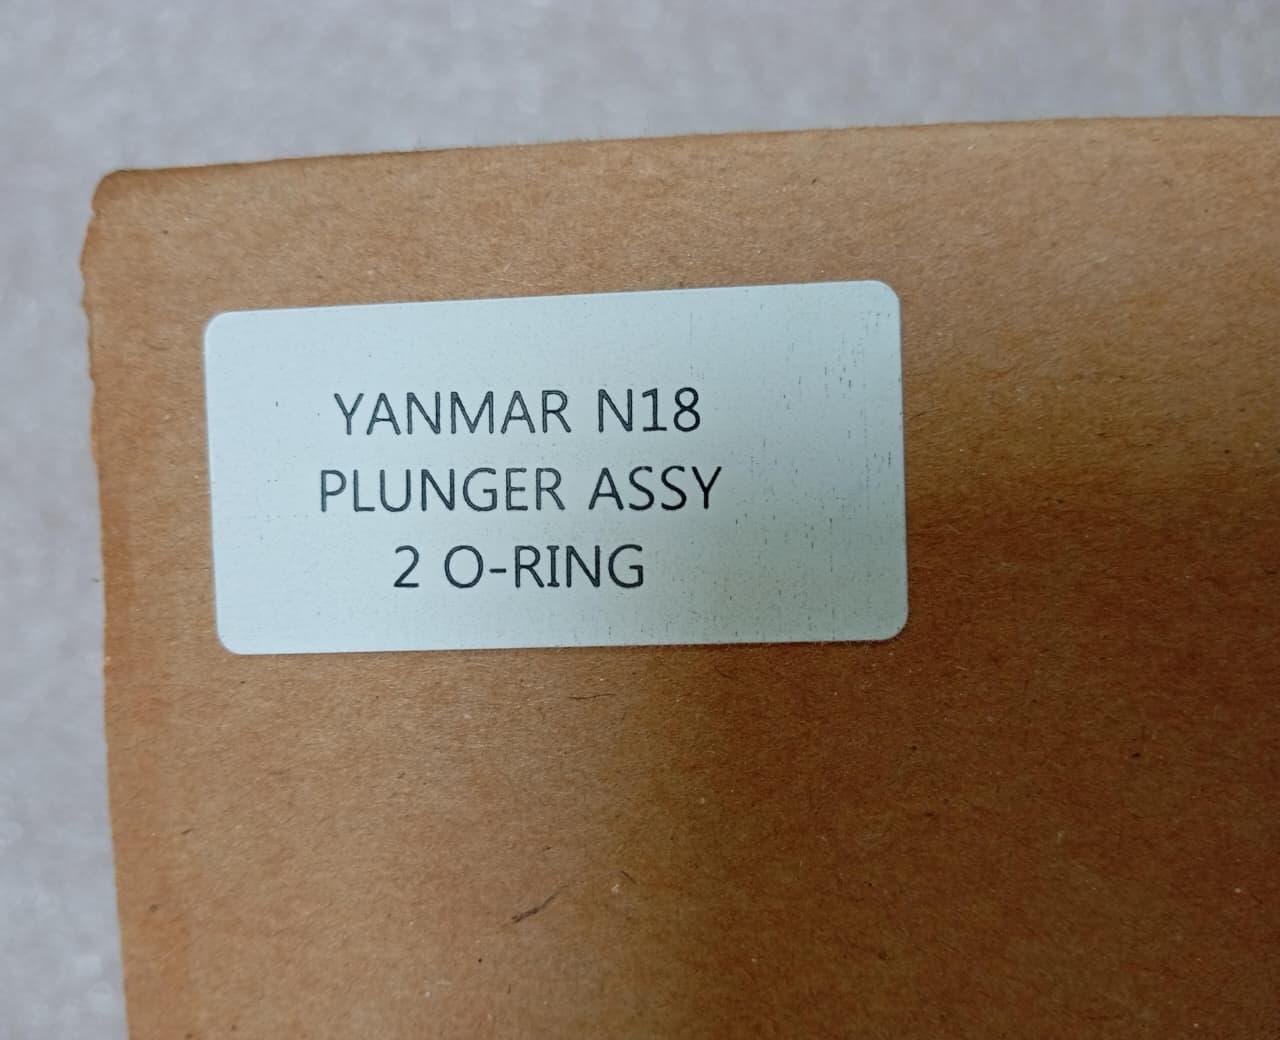 YANMAR N18
PLUNGER ASSY
2 O-RING